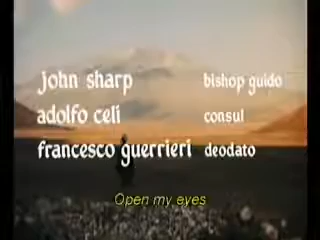 john sharp bishop guido
adolfo celi consul
francesco guerrieri deodato
Open my eyes